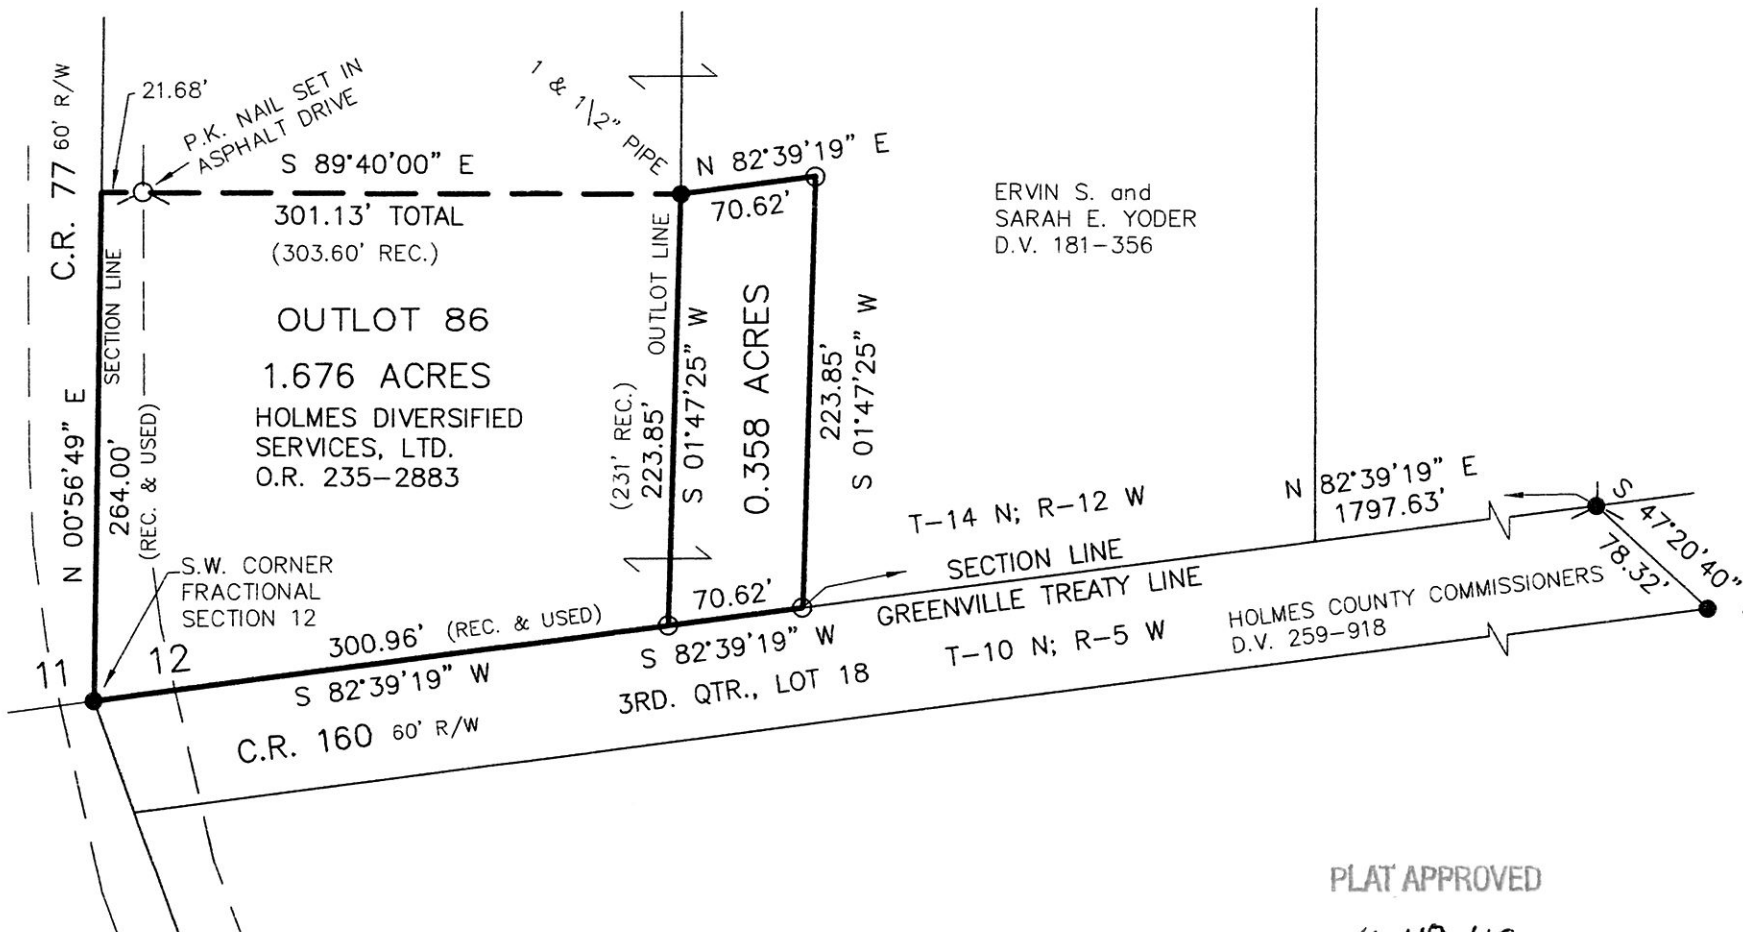 C.R. 77 60' R/W
21.68'
P.K. NAIL SET IN
ASPHALT DRIVE
1 & 1\2" PIPE
S 89°40'00" E
301.13' TOTAL
(303.60' REC.)
N 82°39'19" E
70.62'
ERVIN S. and
SARAH E. YODER
D.V. 181-356
SECTION LINE
N 00°56'49" E
264.00'
(REC. & USED)
OUTLOT 86
1.676 ACRES
HOLMES DIVERSIFIED
SERVICES, LTD.
O.R. 235-2883
OUTLOT LINE
(231' REC.)
223.85'
S 01°47'25" W
0.358 ACRES
223.85'
S 01°47'25" W
S.W. CORNER
FRACTIONAL
SECTION 12
11
12
300.96' (REC. & USED)
S 82°39'19" W
70.62'
S 82°39'19" W
T-14 N; R-12 W
SECTION LINE
GREENVILLE TREATY LINE
T-10 N; R-5 W
3RD. QTR., LOT 18
C.R. 160 60' R/W
N 82°39'19" E
1797.63'
S 47°20'40"
78.32'
HOLMES COUNTY COMMISSIONERS
D.V. 259-918
PLAT APPROVED